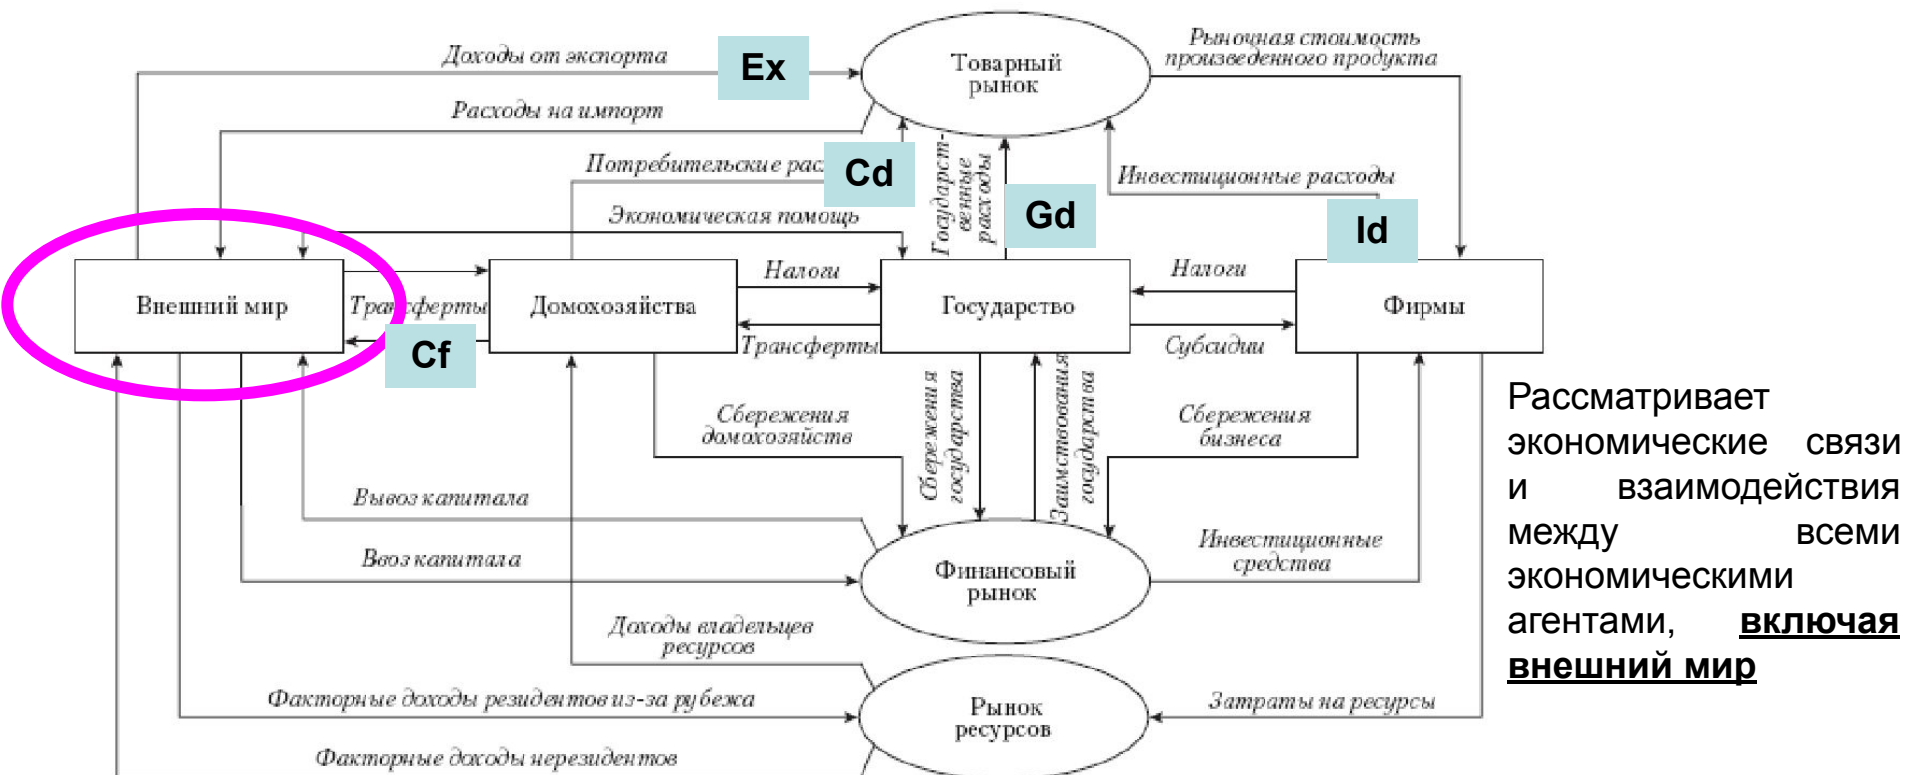 Доходы от экспорта
Ex
Товарный
рынок
Рыночная стоимость
произведенного продукта
Расходы на импорт
Потребительские рас
Cd
Государст-
венные
расходы
Gd
Инвестиционные расходы
Id
Экономическая помощь
Внешний мир
Трансферты
Cf
Домохозяйства
Налоги
Трансферты
Государство
Налоги
Субсидии
Фирмы
Сбережения
домохозяйств
Сбережения
государства
Заимствования
государства
Сбережения
бизнеса
Рассматривает
экономические связи
и взаимодействия
между всеми
экономическими
агентами, включая
внешний мир
Вывоз капитала
Ввоз капитала
Финансовый
рынок
Инвестиционные
средства
Доходы владельцев
ресурсов
Факторные доходы резидентов из-за рубежа
Рынок
ресурсов
Затраты на ресурсы
Факторные доходы нерезидентов